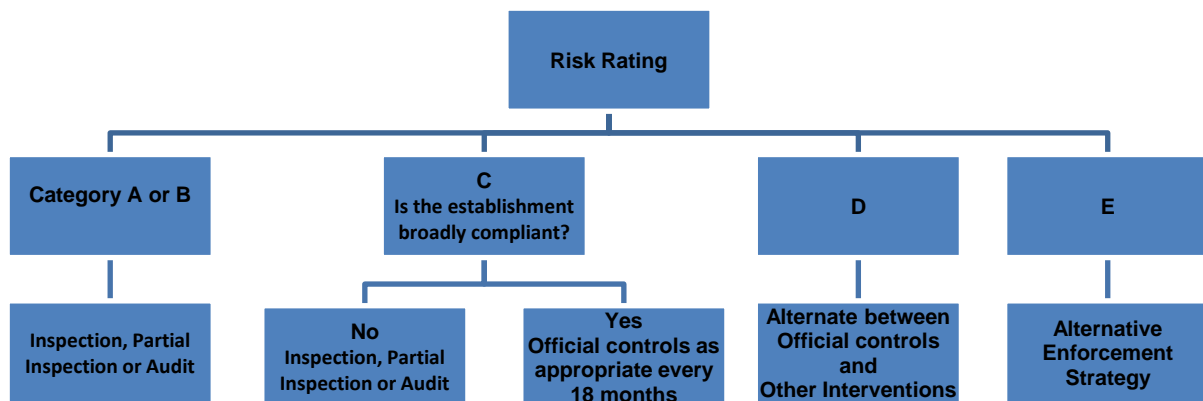 Risk Rating
Category A or B
C
Is the establishment
broadly compliant?
D
E
Inspection, Partial
Inspection or Audit
No
Inspection, Partial
Inspection or Audit
Yes
Official controls as
appropriate every
18 months
Alternate between
Official controls
and
Other Interventions
Alternative
Enforcement
Strategy